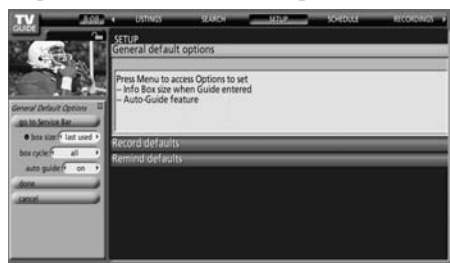 TV GUIDE
8:08
LISTINGS SEARCH SETUP SCHEDULE RECORDINGS
SETUP
General default options
Press Menu to access Options to set
– Info Box size when Guide entered
– Auto-Guide feature
Record defaults
Remind defaults
General Default Options
go to Service Bar
box size: last used
box cycle: all
auto guide: on
done
cancel